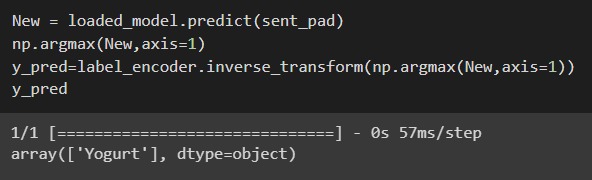 New = loaded_model.predict(sent_pad)
np.argmax(New,axis=1)
y_pred=label_encoder.inverse_transform(np.argmax(New,axis=1))
y_pred
1/1 [==============================] - 0s 57ms/step
array(['Yogurt'], dtype=object)